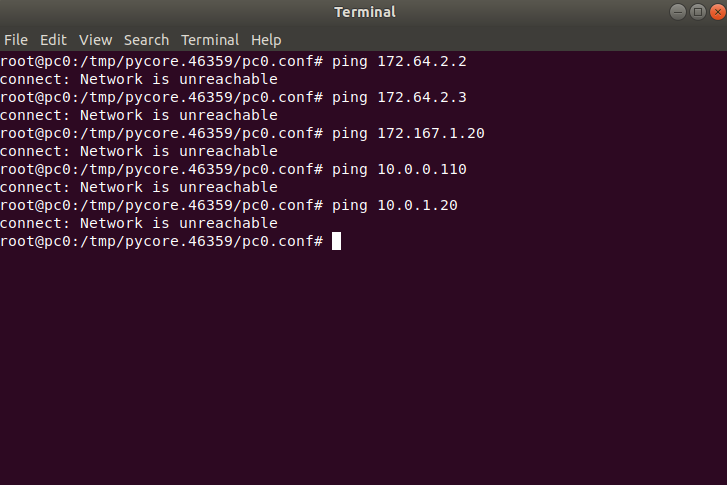 Terminal
File Edit View Search Terminal Help
root@pc0:/tmp/pycore.46359/pc0.conf# ping 172.64.2.2
connect: Network is unreachable
root@pc0:/tmp/pycore.46359/pc0.conf# ping 172.64.2.3
connect: Network is unreachable
root@pc0:/tmp/pycore.46359/pc0.conf# ping 172.167.1.20
connect: Network is unreachable
root@pc0:/tmp/pycore.46359/pc0.conf# ping 10.0.0.110
connect: Network is unreachable
root@pc0:/tmp/pycore.46359/pc0.conf# ping 10.0.1.20
connect: Network is unreachable
root@pc0:/tmp/pycore.46359/pc0.conf#